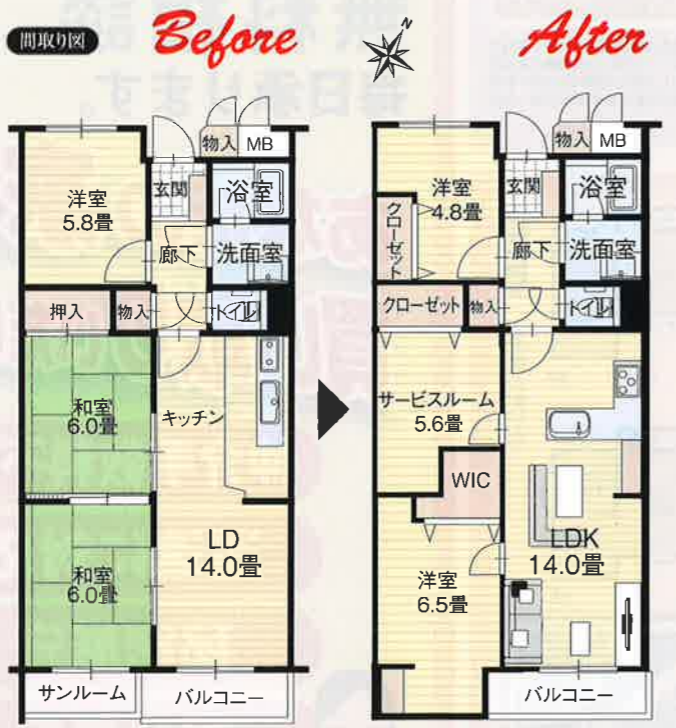 間取り図
Before
N
After
物入
MB
洋室
5.8畳
玄関
浴室
廊下
洗面室
押入
物入
トイレ
和室
6.0畳
キッチン
和室
6.0畳
LD
14.0畳
サンルーム
バルコニー
物入
MB
洋室
4.8畳
クローゼット
玄関
浴室
廊下
洗面室
クローゼット
物入
トイレ
サービスルーム
5.6畳
WIC
LDK
14.0畳
洋室
6.5畳
バルコニー